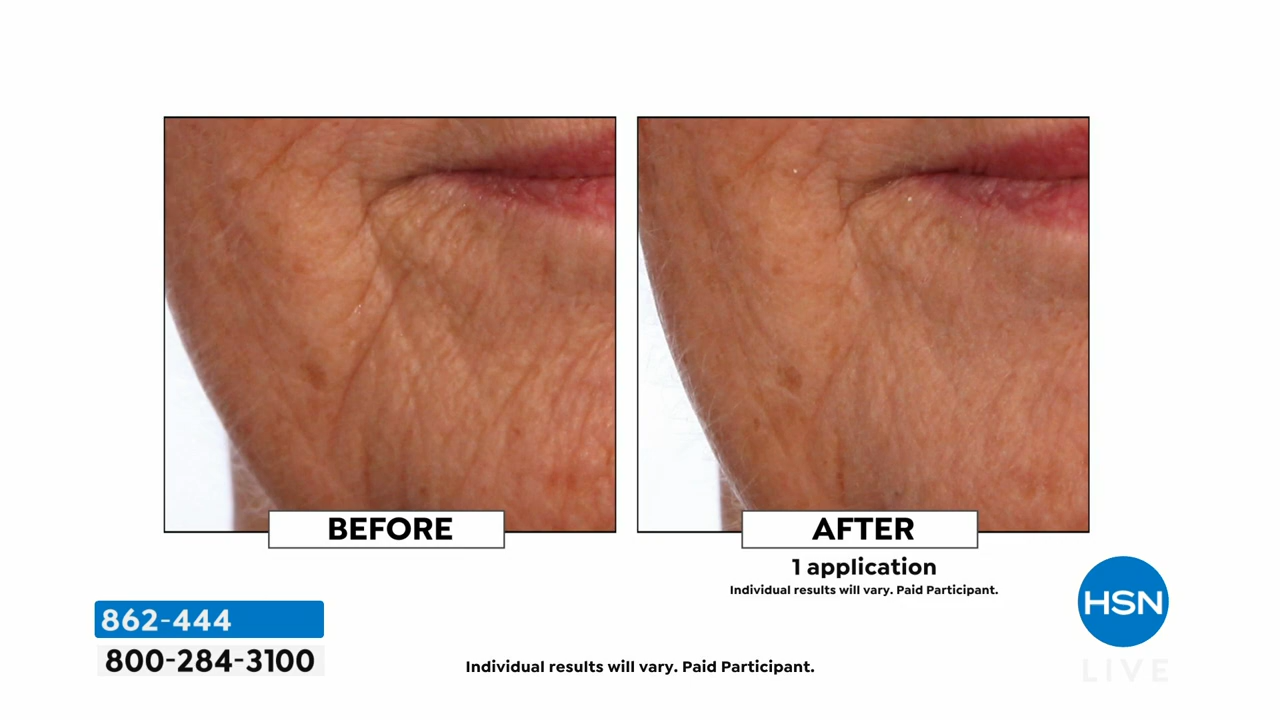 BEFORE
AFTER
1 application
Individual results will vary. Paid Participant.
862-444
800-284-3100
Individual results will vary. Paid Participant.
HSN
LIVE